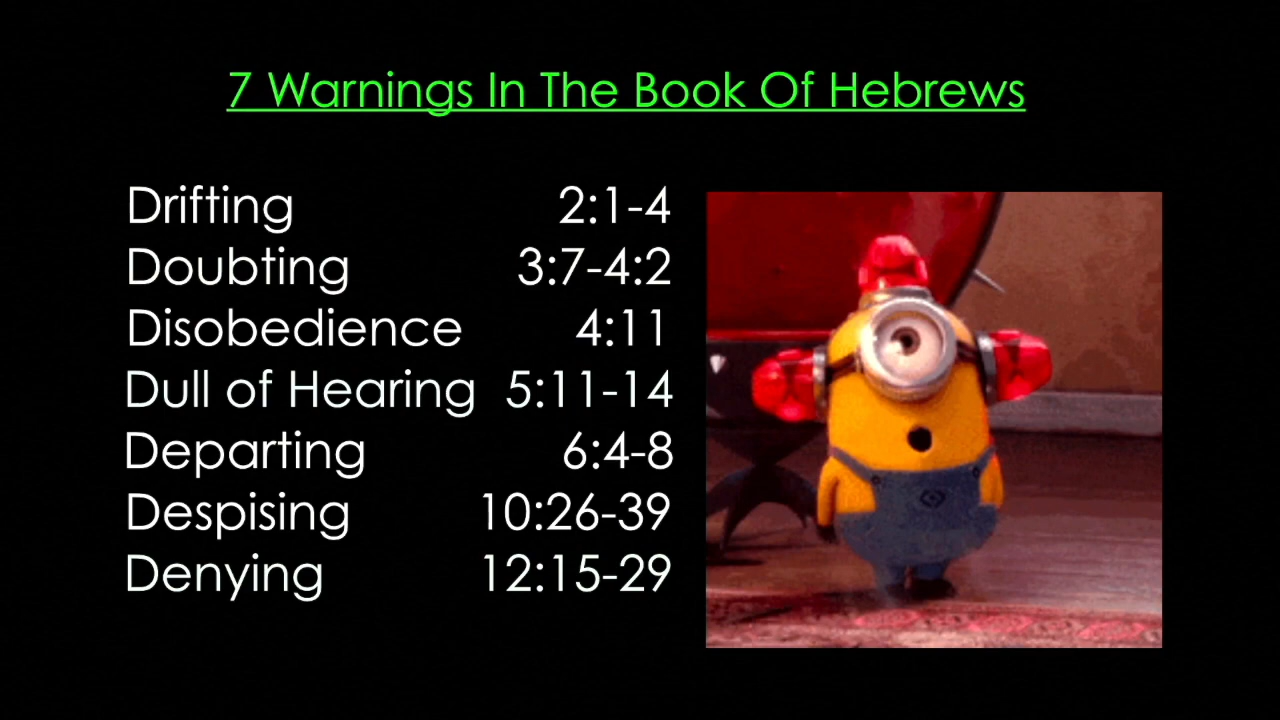 7 Warnings In The Book Of Hebrews
Drifting 2:1-4
Doubting 3:7-4:2
Disobedience 4:11
Dull of Hearing 5:11-14
Departing 6:4-8
Despising 10:26-39
Denying 12:15-29